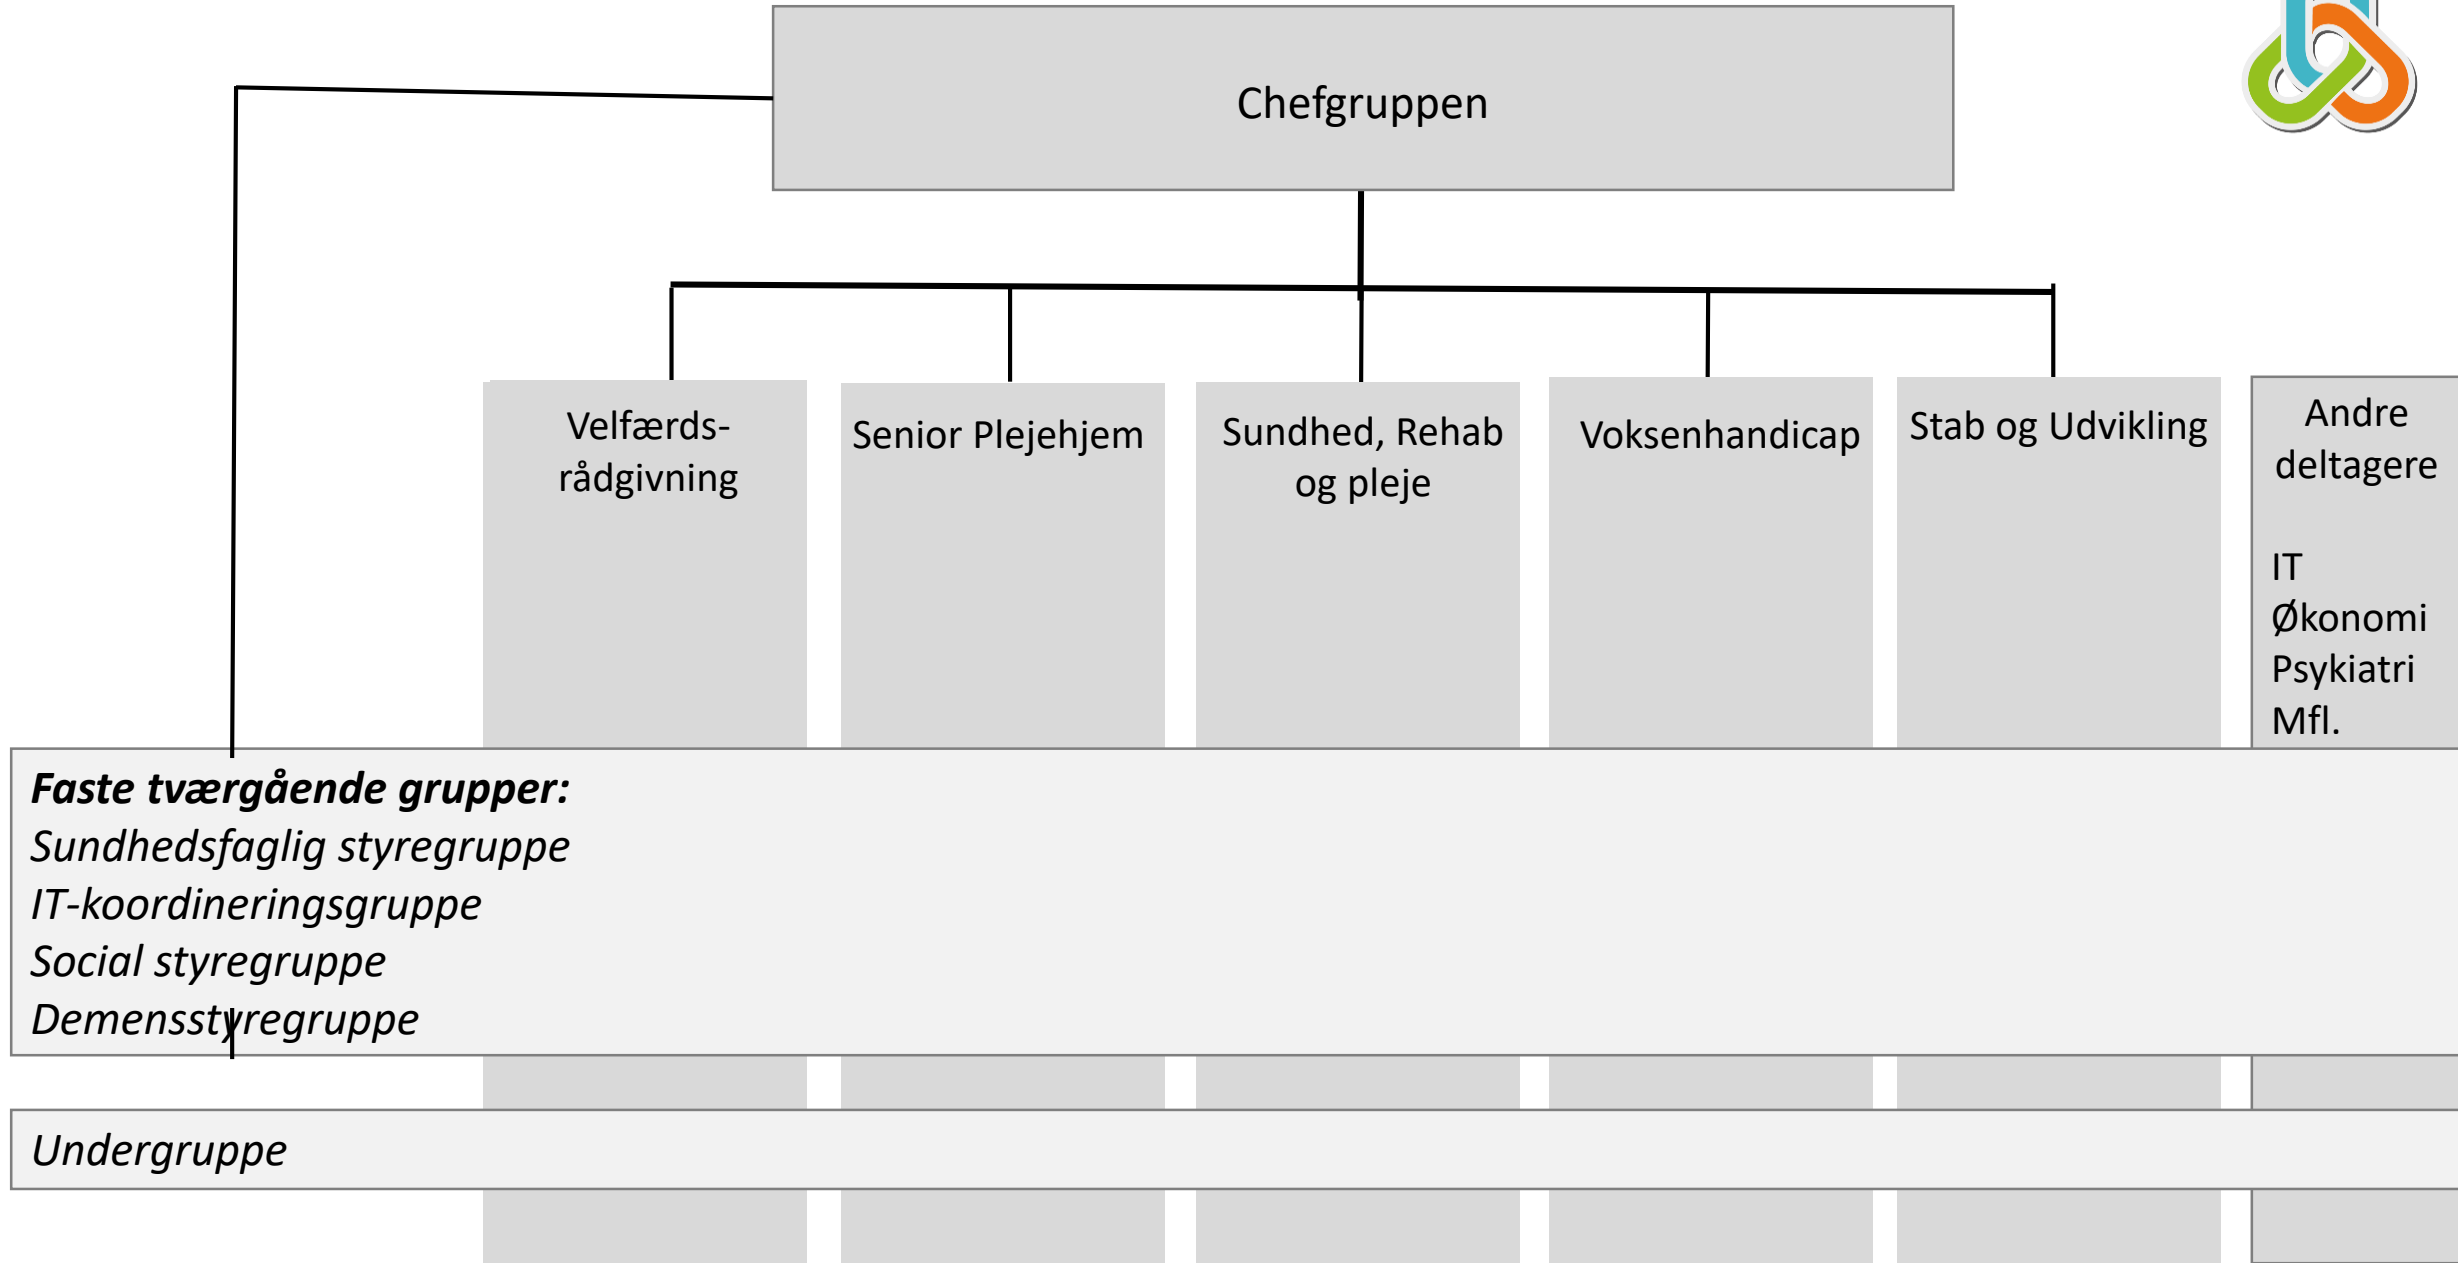 Chefgruppen
Velfærds-
rådgivning
Senior Plejehjem
Sundhed, Rehab
og pleje
Voksenhandicap
Stab og Udvikling
Andre
deltagere
IT
Økonomi
Psykiatri
Mfl.
Faste tværgående grupper:
Sundhedsfaglig styregruppe
IT-koordineringsgruppe
Social styregruppe
Demensstyregruppe
Undergruppe